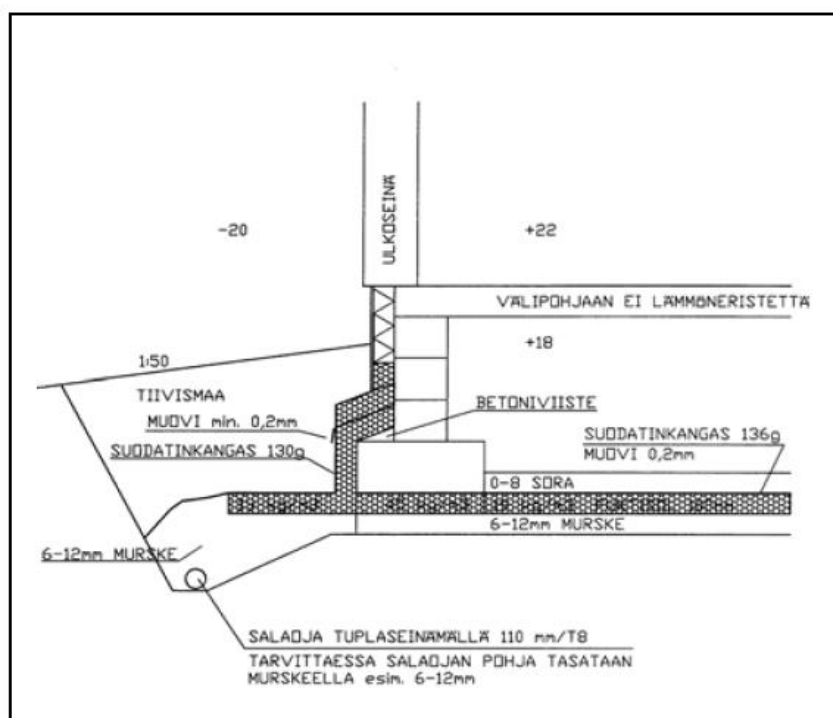 ULKOSEINÄ
-20
+22
VÄLIPOHJAAN EI LÄMMÖNERISTETTÄ
+18
1:50
TIIVISMAA
MUOVI min. 0,2mm
BETONIVIISTE
SUODATINKANGAS 130g
SUODATINKANGAS 136g
MUOVI 0,2mm
0-8 SORA
6-12mm MURSKE
6-12mm MURSKE
SALAOJA TUPLASEINÄMÄLLÄ 110 mm/T8
TARVITTAESSA SALAOJAN POHJA TASATAAN
MURSKEELLA esim. 6-12mm